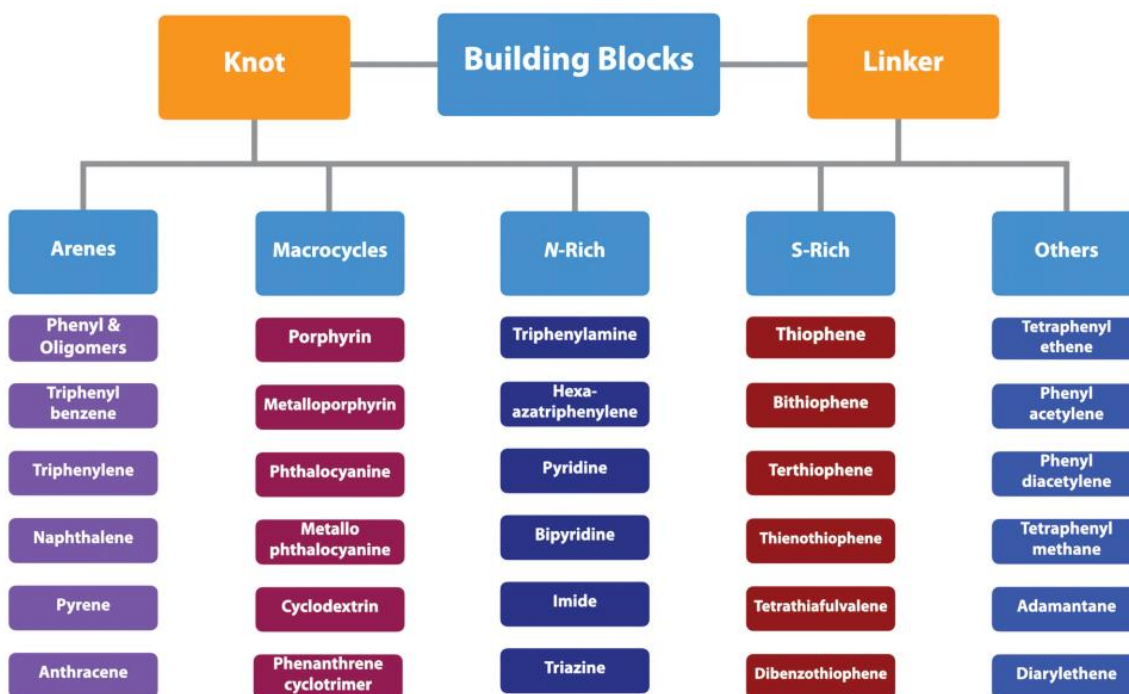 Knot
Building Blocks
Linker
Arenes
Macrocycles
N-Rich
S-Rich
Others
Phenyl &
Oligomers
Porphyrin
Triphenylamine
Thiophene
Tetraphenyl
ethene
Triphenyl
benzene
Metalloporphyrin
Hexa-
azatriphenylene
Bithiophene
Phenyl
acetylene
Triphenylene
Phthalocyanine
Pyridine
Terthiophene
Phenyl
diacetylene
Naphthalene
Metallo
phthalocyanine
Bipyridine
Thienothiophene
Tetraphenyl
methane
Pyrene
Cyclodextrin
Imide
Tetrathiafulvalene
Adamantane
Anthracene
Phenanthrene
cyclotrimer
Triazine
Dibenzothiophene
Diarylethene